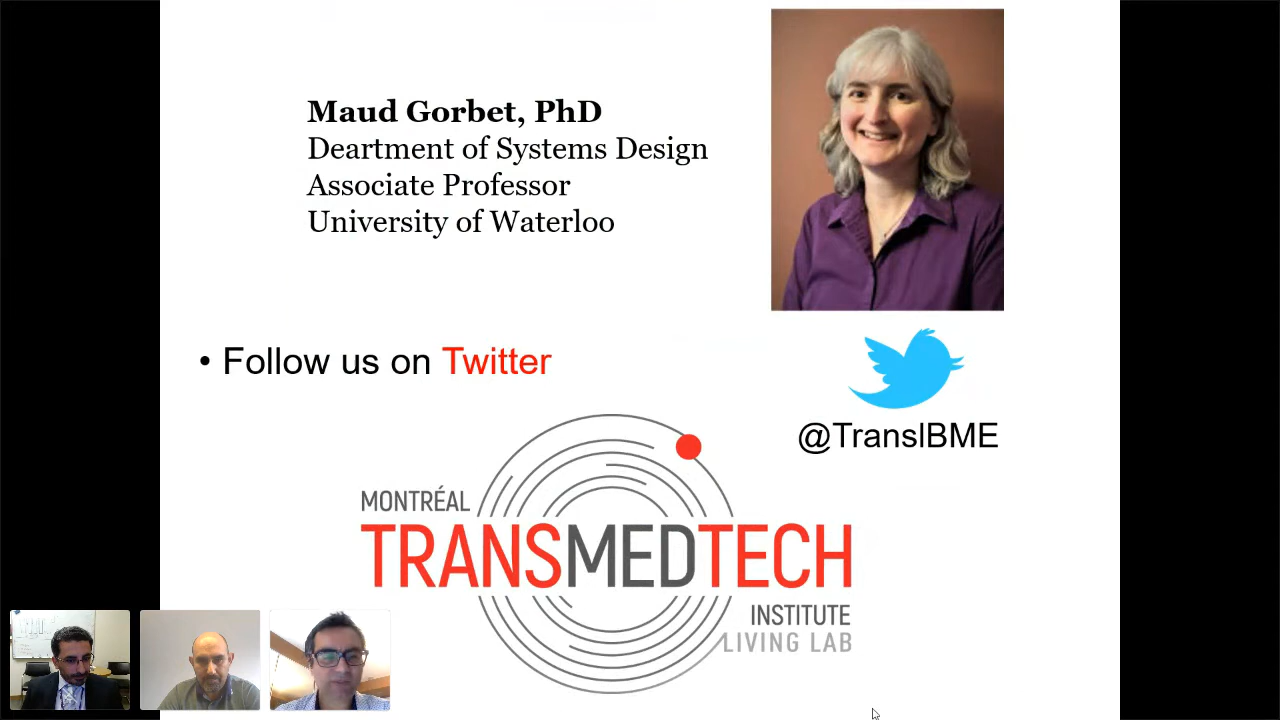 Maud Gorbet, PhD
Deartment of Systems Design
Associate Professor
University of Waterloo
• Follow us on Twitter
@TranslBME
MONTRÉAL
TRANSMEDTECH
INSTITUTE
LIVING LAB